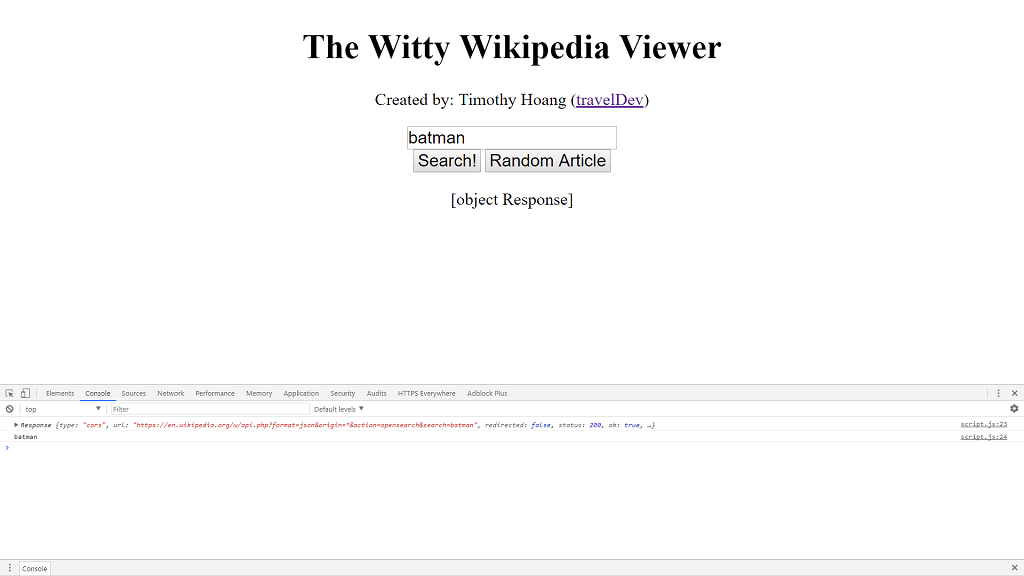 The Witty Wikipedia Viewer
Created by: Timothy Hoang (travelDev)
batman
Search! Random Article
[object Response]
Elements Console Sources Network Performance Memory Application Security Audits HTTPS Everywhere Adblock Plus
top Filter Default levels
Response {type: "cors", url: "https://en.wikipedia.org/w/api.php?format=json&origin=*&action=opensearch&search=batman", redirected: false, status: 200, ok: true, …} script.js:23
batman script.js:24
Console